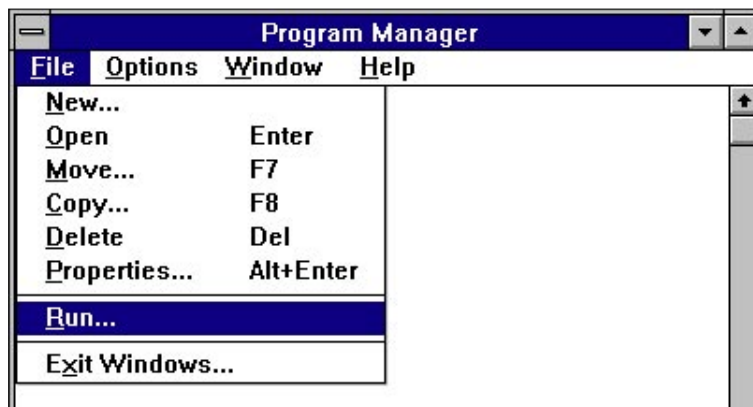 Program Manager
File Options Window Help
New...
Open Enter
Move... F7
Copy... F8
Delete Del
Properties... Alt+Enter
Run...
Exit Windows...